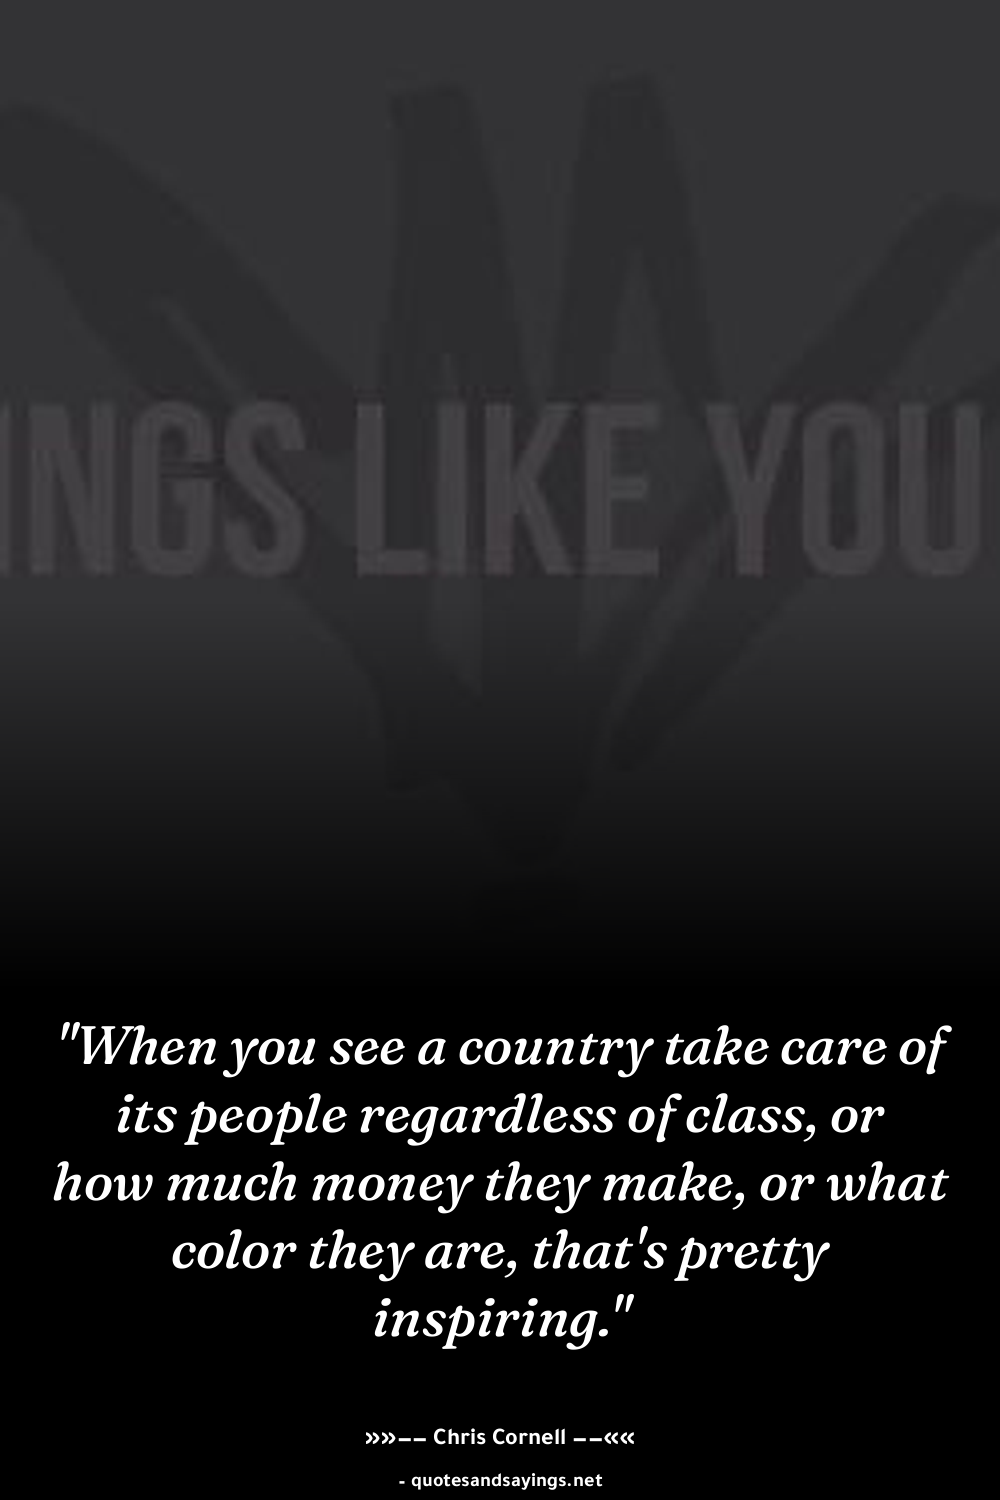 INGS LIKE YOU
"When you see a country take care of
its people regardless of class, or
how much money they make, or what
color they are, that's pretty
inspiring."
»»–– Chris Cornell ––««
- quotesandsayings.net